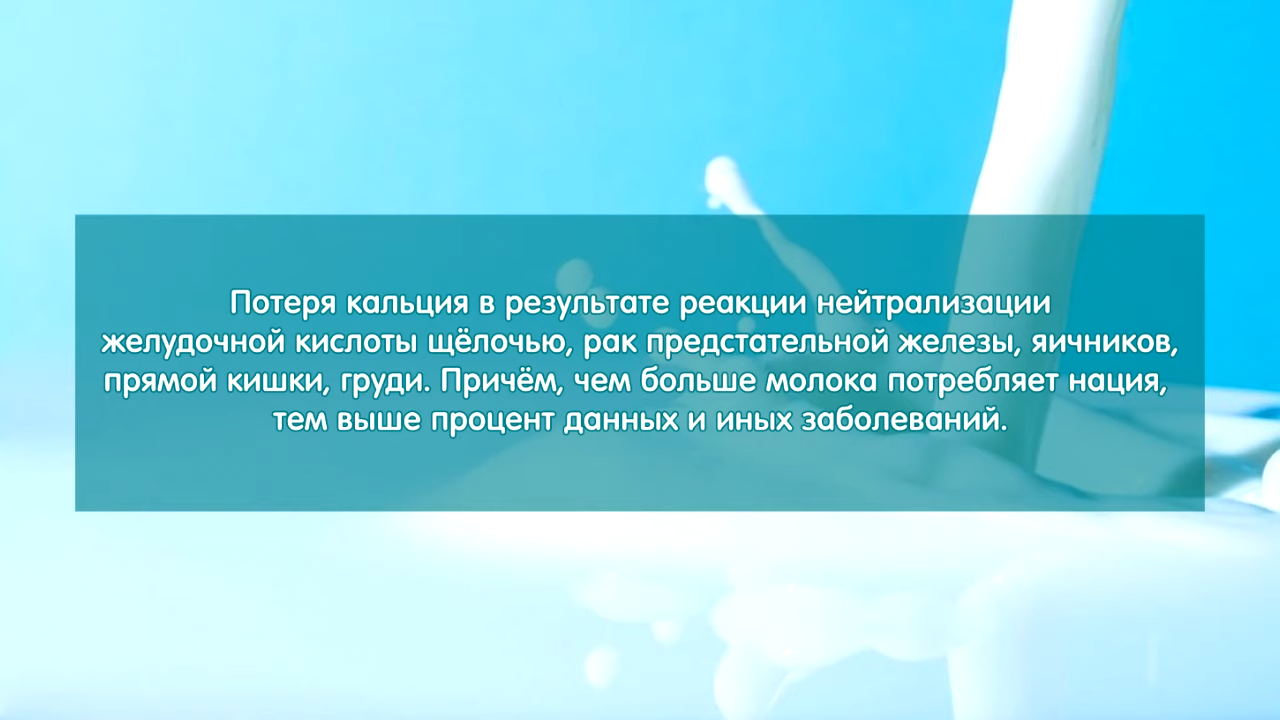 Потеря кальция в результате реакции нейтрализации
желудочной кислоты щёлочью, рак предстательной железы, яичников,
прямой кишки, груди. Причём, чем больше молока потребляет нация,
тем выше процент данных и иных заболеваний.